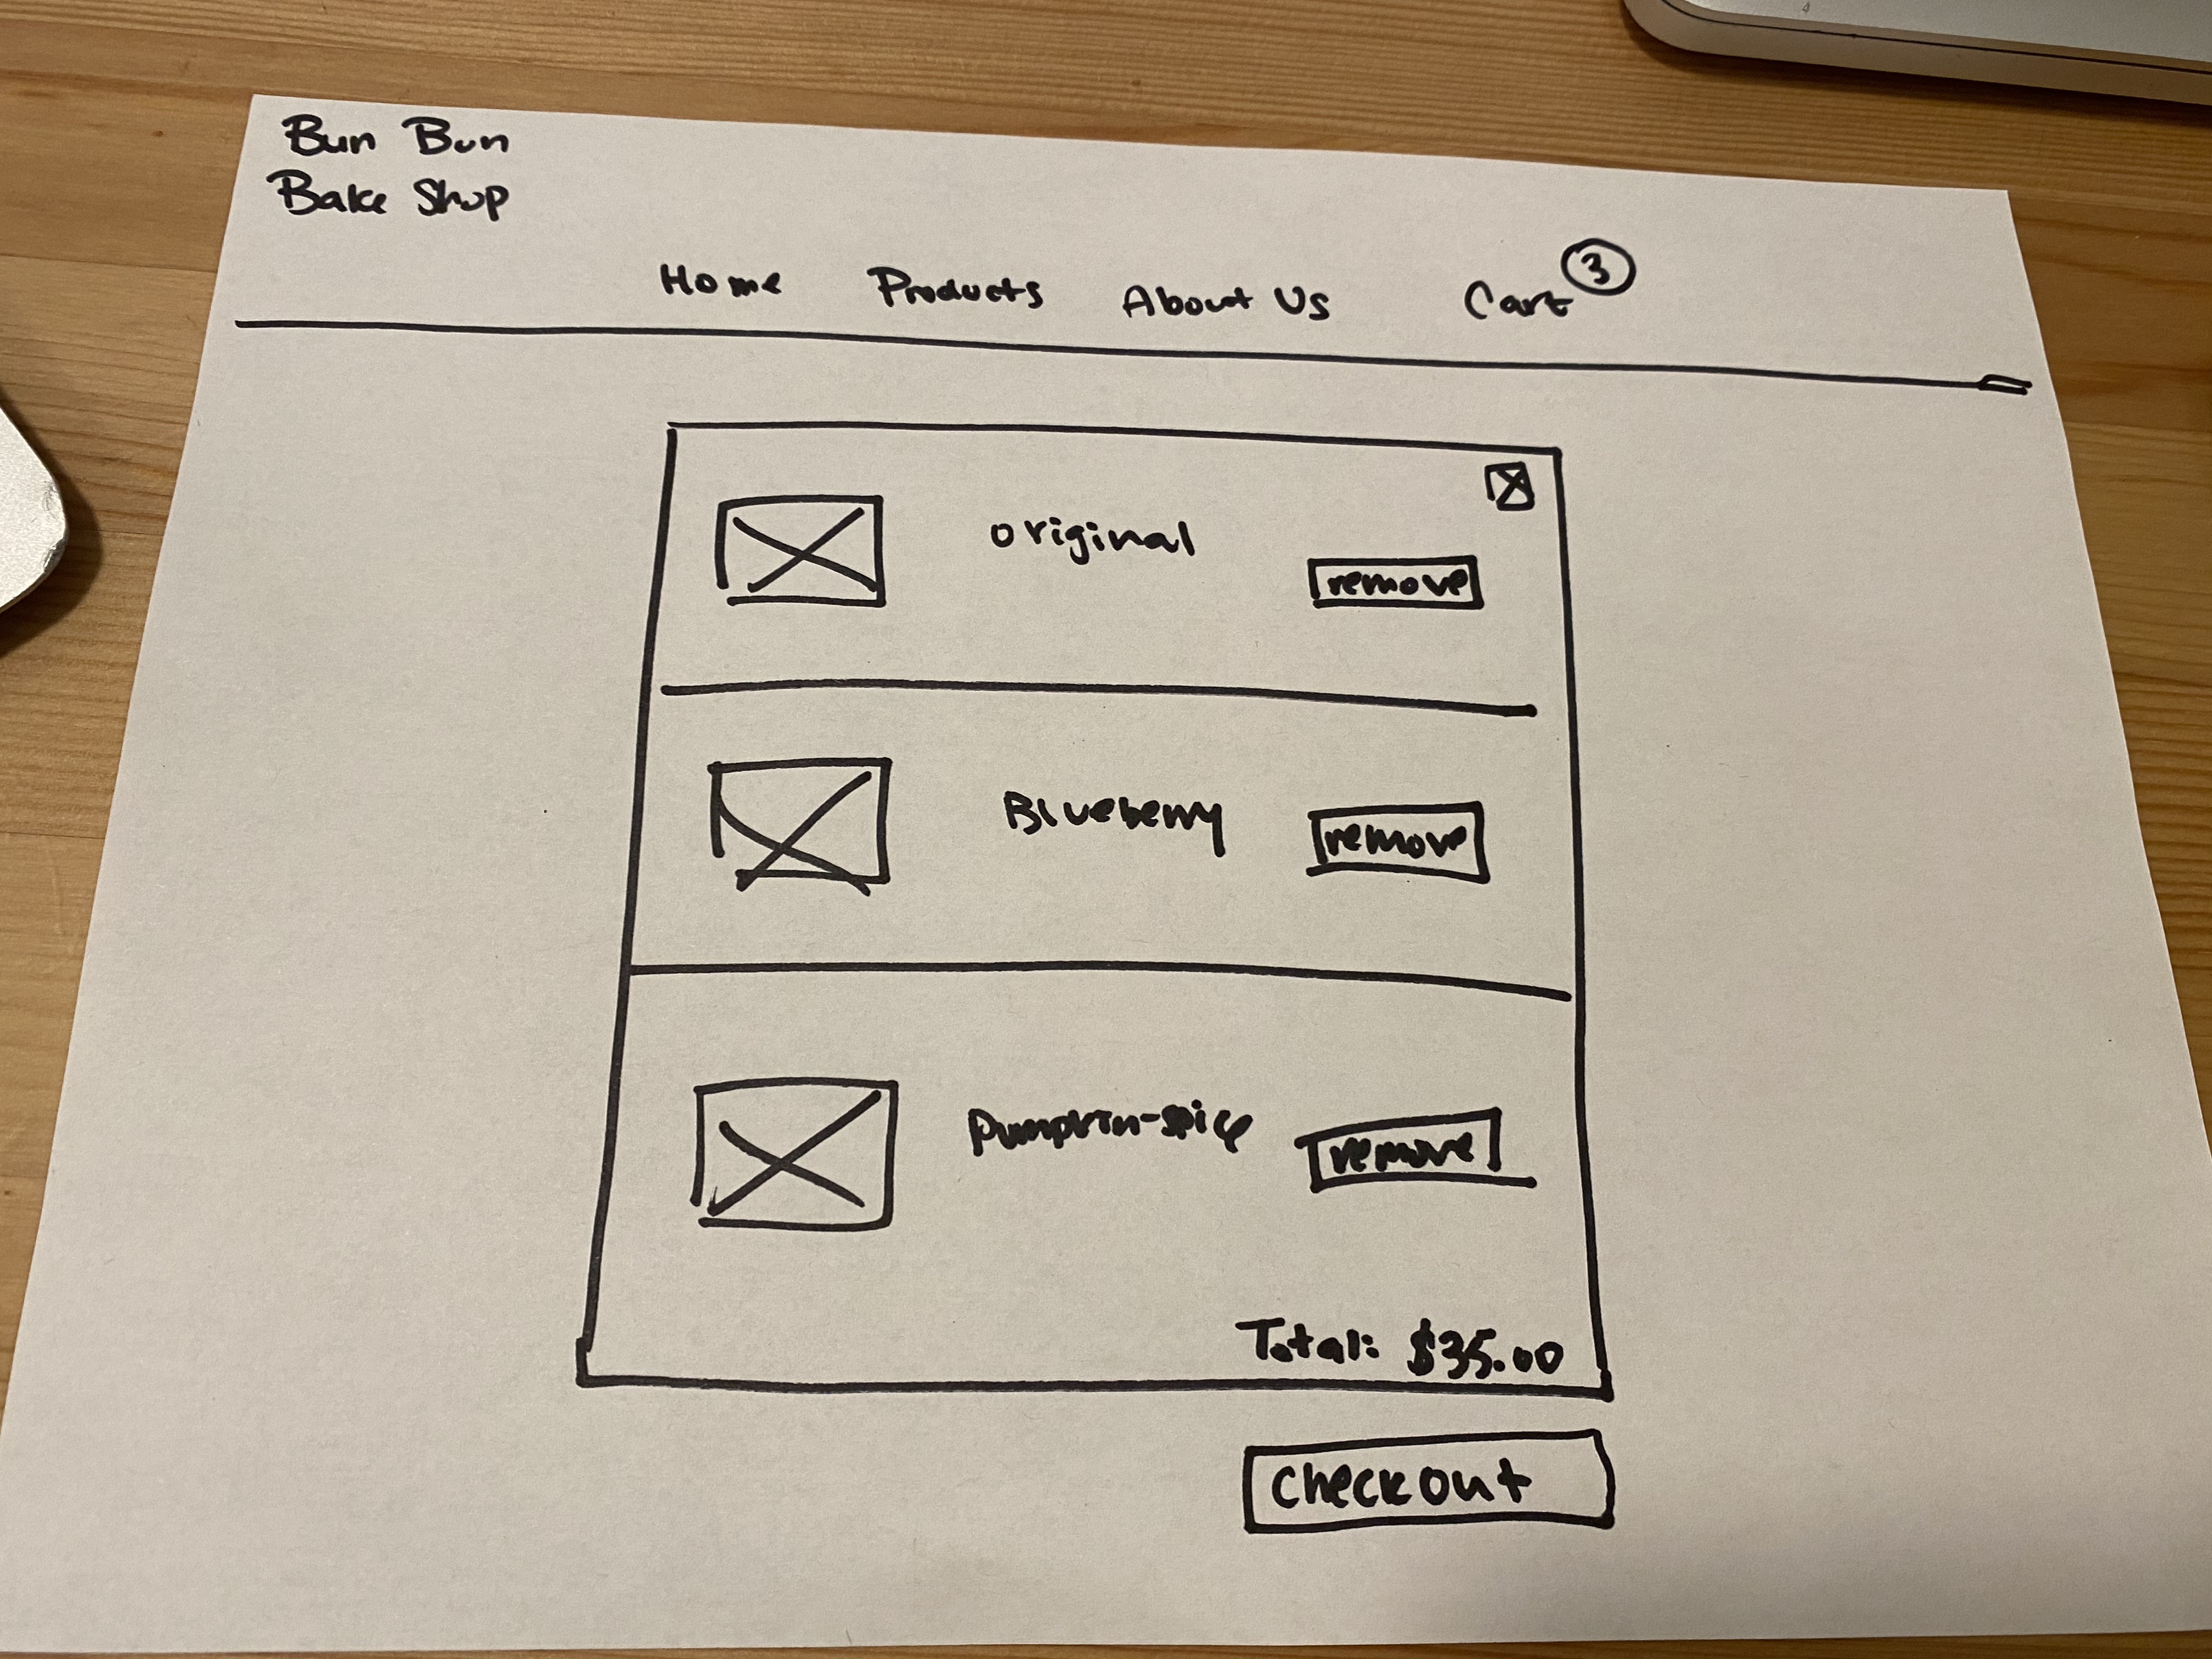 Bun Bun
Bake Shop
Home Products About Us Cart 3
original remove
Blueberry remove
Pumpkin-spice remove
Total: $35.00
Checkout